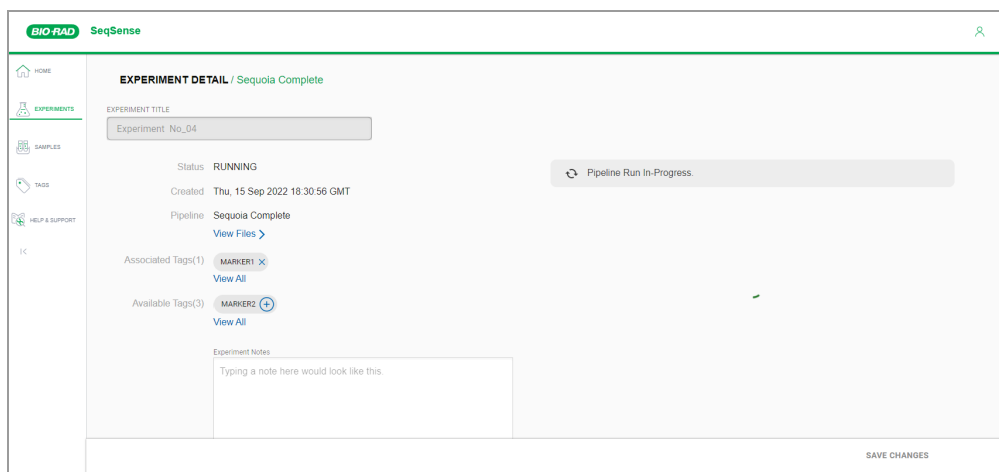 BIO-RAD SeqSense
HOME
EXPERIMENTS
SAMPLES
TAGS
HELP & SUPPORT
EXPERIMENT DETAIL / Sequoia Complete
EXPERIMENT TITLE
Experiment No_04
Status RUNNING
Created Thu, 15 Sep 2022 18:30:56 GMT
Pipeline Sequoia Complete
View Files >
Associated Tags(1) MARKER1 ×
View All
Available Tags(3) MARKER2 +
View All
Experiment Notes
Typing a note here would look like this.
Pipeline Run In-Progress.
SAVE CHANGES